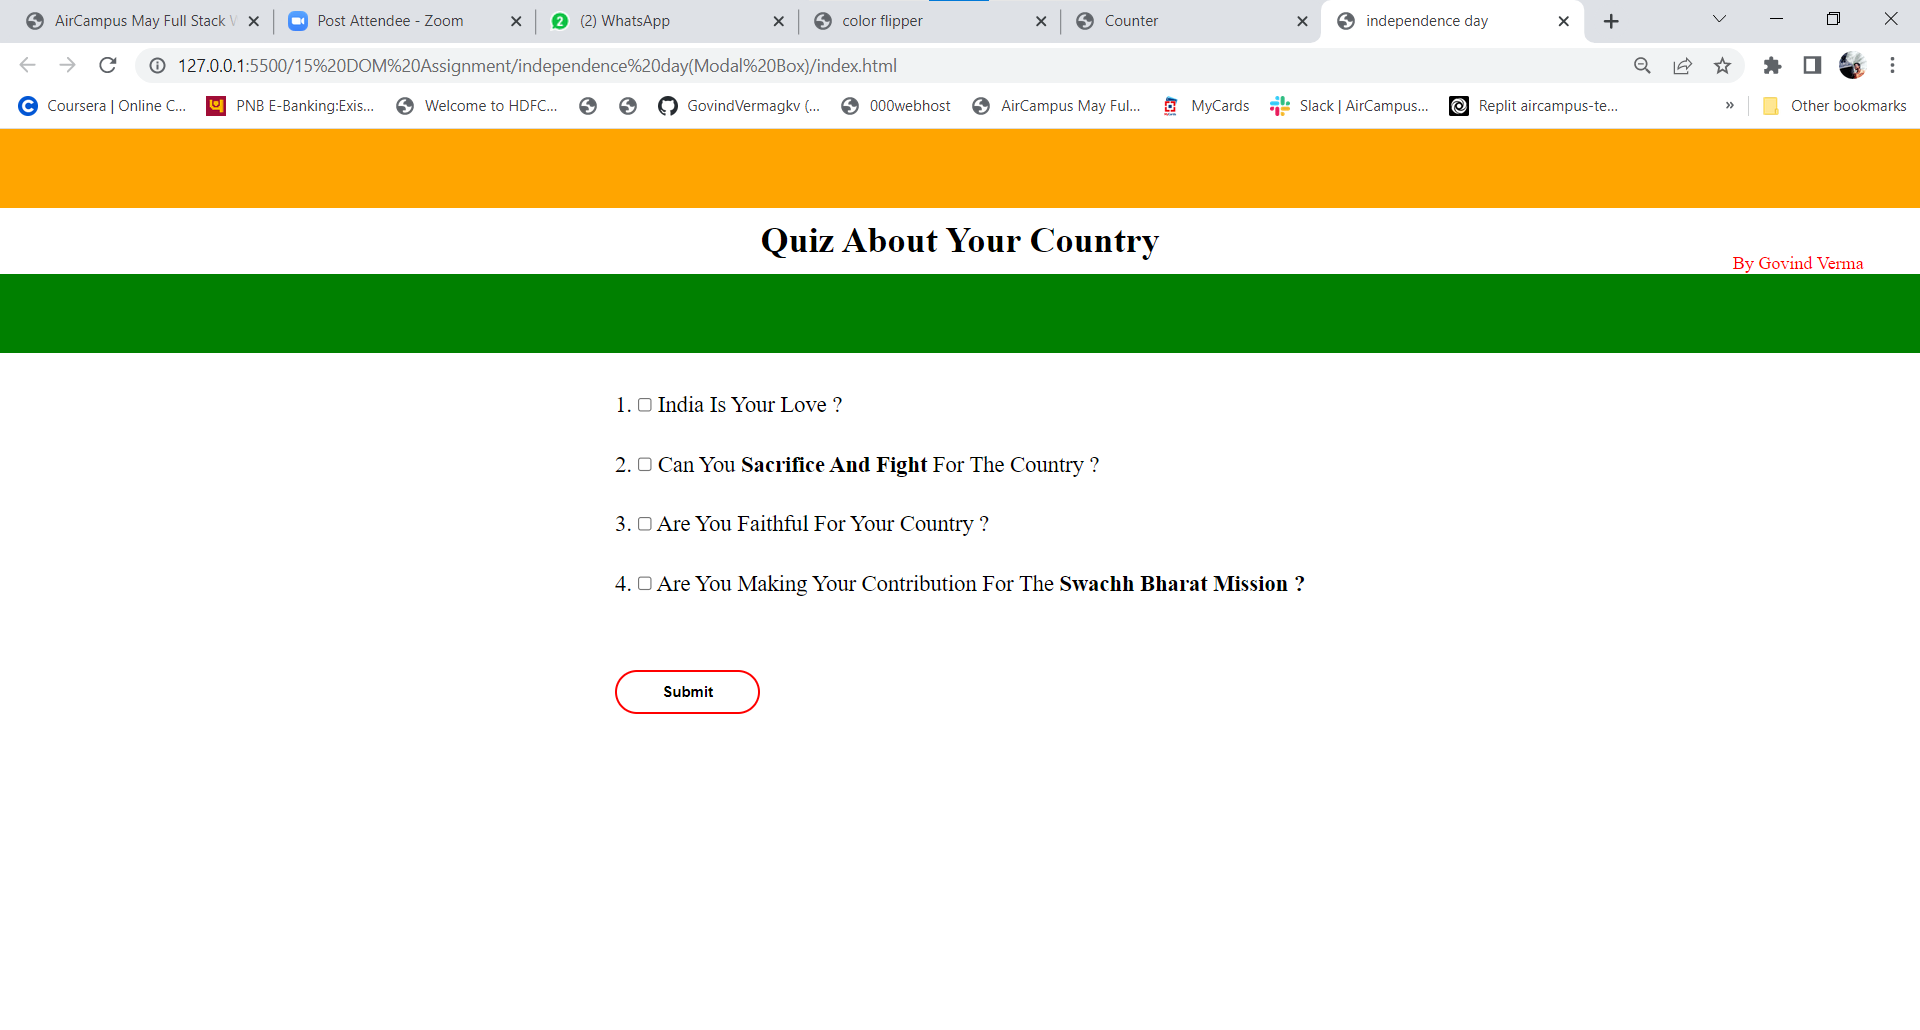 AirCampus May Full Stack W
Post Attendee - Zoom
(2) WhatsApp
color flipper
Counter
independence day
127.0.0.1:5500/15%20DOM%20Assignment/independence%20day(Modal%20Box)/index.html
Coursera | Online C...
PNB E-Banking:Exis...
Welcome to HDFC...
GovindVermagkv (...
000webhost
AirCampus May Ful...
MyCards
Slack | AirCampus...
Replit aircampus-te...
»
Other bookmarks
Quiz About Your Country
By Govind Verma
1. India Is Your Love ?
2. Can You Sacrifice And Fight For The Country ?
3. Are You Faithful For Your Country ?
4. Are You Making Your Contribution For The Swachh Bharat Mission ?
Submit